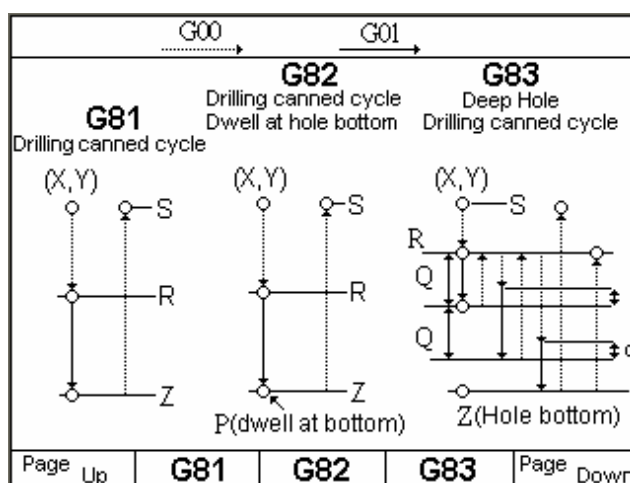 G00 G01
G81
Drilling canned cycle
(X,Y)
S
R
Z
G82
Drilling canned cycle
Dwell at hole bottom
(X,Y)
S
R
Z
P(dwell at bottom)
G83
Deep Hole
Drilling canned cycle
(X,Y)
S
R
Q
Q
Z(Hole bottom)
Page Up G81 G82 G83 Page Down